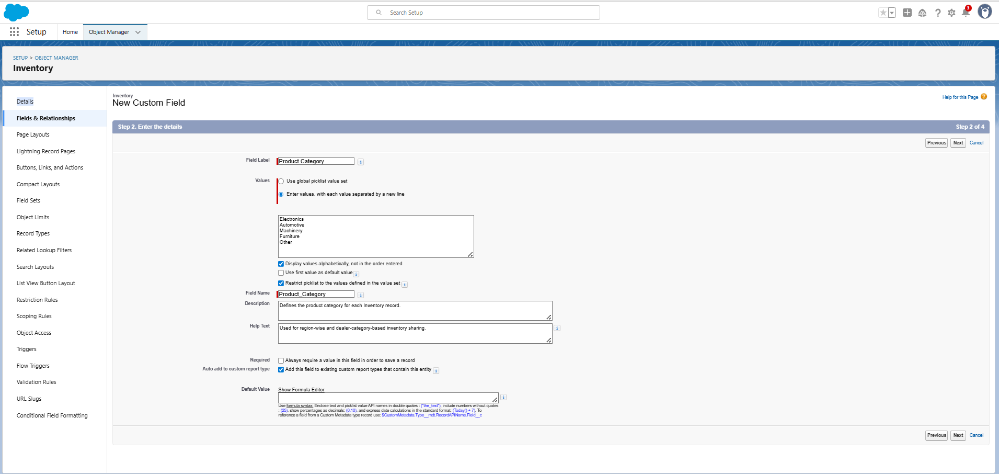 Search Setup
3
Setup
Home
Object Manager
SETUP > OBJECT MANAGER
Inventory
Details
Fields & Relationships
Page Layouts
Lightning Record Pages
Buttons, Links, and Actions
Compact Layouts
Field Sets
Object Limits
Record Types
Related Lookup Filters
Search Layouts
List View Button Layout
Restriction Rules
Scoping Rules
Object Access
Triggers
Flow Triggers
Validation Rules
URL Slugs
Conditional Field Formatting
Inventory
New Custom Field
Help for this Page ?
Step 2. Enter the details
Step 2 of 4
Previous Next Cancel
Field Label Product Category i
Values Use global picklist value set
Enter values, with each value separated by a new line
Electronics
Automotive
Machinery
Furniture
Other
Display values alphabetically, not in the order entered
Use first value as default value i
Restrict picklist to the values defined in the value set i
Field Name Product_Category i
Description Defines the product category for each Inventory record.
Help Text Used for region-wise and dealer-category-based inventory sharing. i
Required Always require a value in this field in order to save a record
Auto add to custom report type Add this field to existing custom report types that contain this entity i
Default Value Show Formula Editor
i
Use formula syntax: Enclose text and picklist value API names in double quotes : ("the_text"), include numbers without quotes
: (25), show percentages as decimals: (0.10), and express date calculations in the standard format: (Today() + 7), To
reference a field from a Custom Metadata type record use: $CustomMetadata.Type__mdt.RecordAPIName.Field__c
Previous Next Cancel